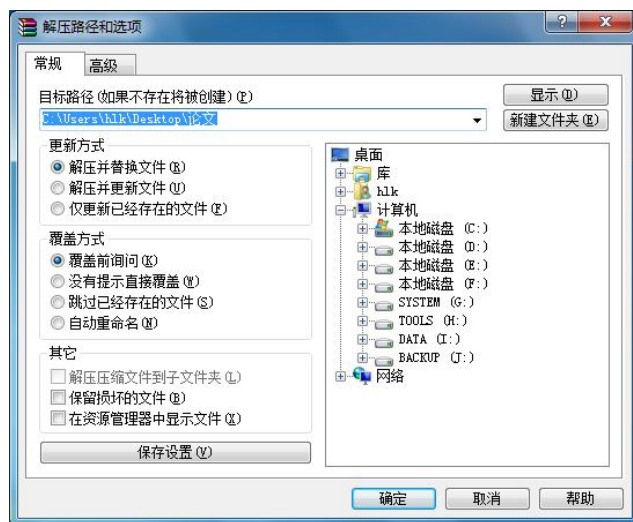 解压路径和选项
常规
高级
目标路径(如果不存在将被创建)(P)
显示(D)
C:\Users\hlk\Desktop\论文
新建文件夹(E)
更新方式
解压并替换文件(R)
解压并更新文件(U)
仅更新已经存在的文件(F)
覆盖方式
覆盖前询问(K)
没有提示直接覆盖(W)
跳过已经存在的文件(S)
自动重命名(N)
其它
解压压缩文件到子文件夹(L)
保留损坏的文件(B)
在资源管理器中显示文件(X)
保存设置(V)
桌面
库
hlk
计算机
本地磁盘 (C:)
本地磁盘 (D:)
本地磁盘 (E:)
本地磁盘 (F:)
SYSTEM (G:)
TOOLS (H:)
DATA (I:)
BACKUP (J:)
网络
确定
取消
帮助